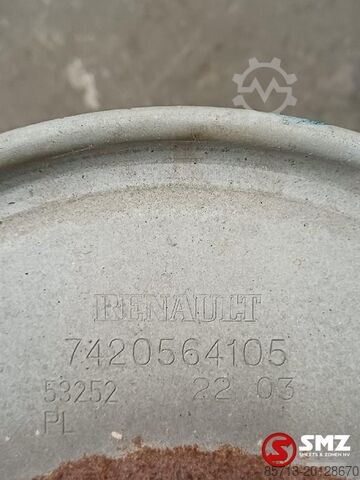 RENAULT
7420564105
53252 22 03
PL
SMZ
SMEETS & ZONEN NV
85713-20128670